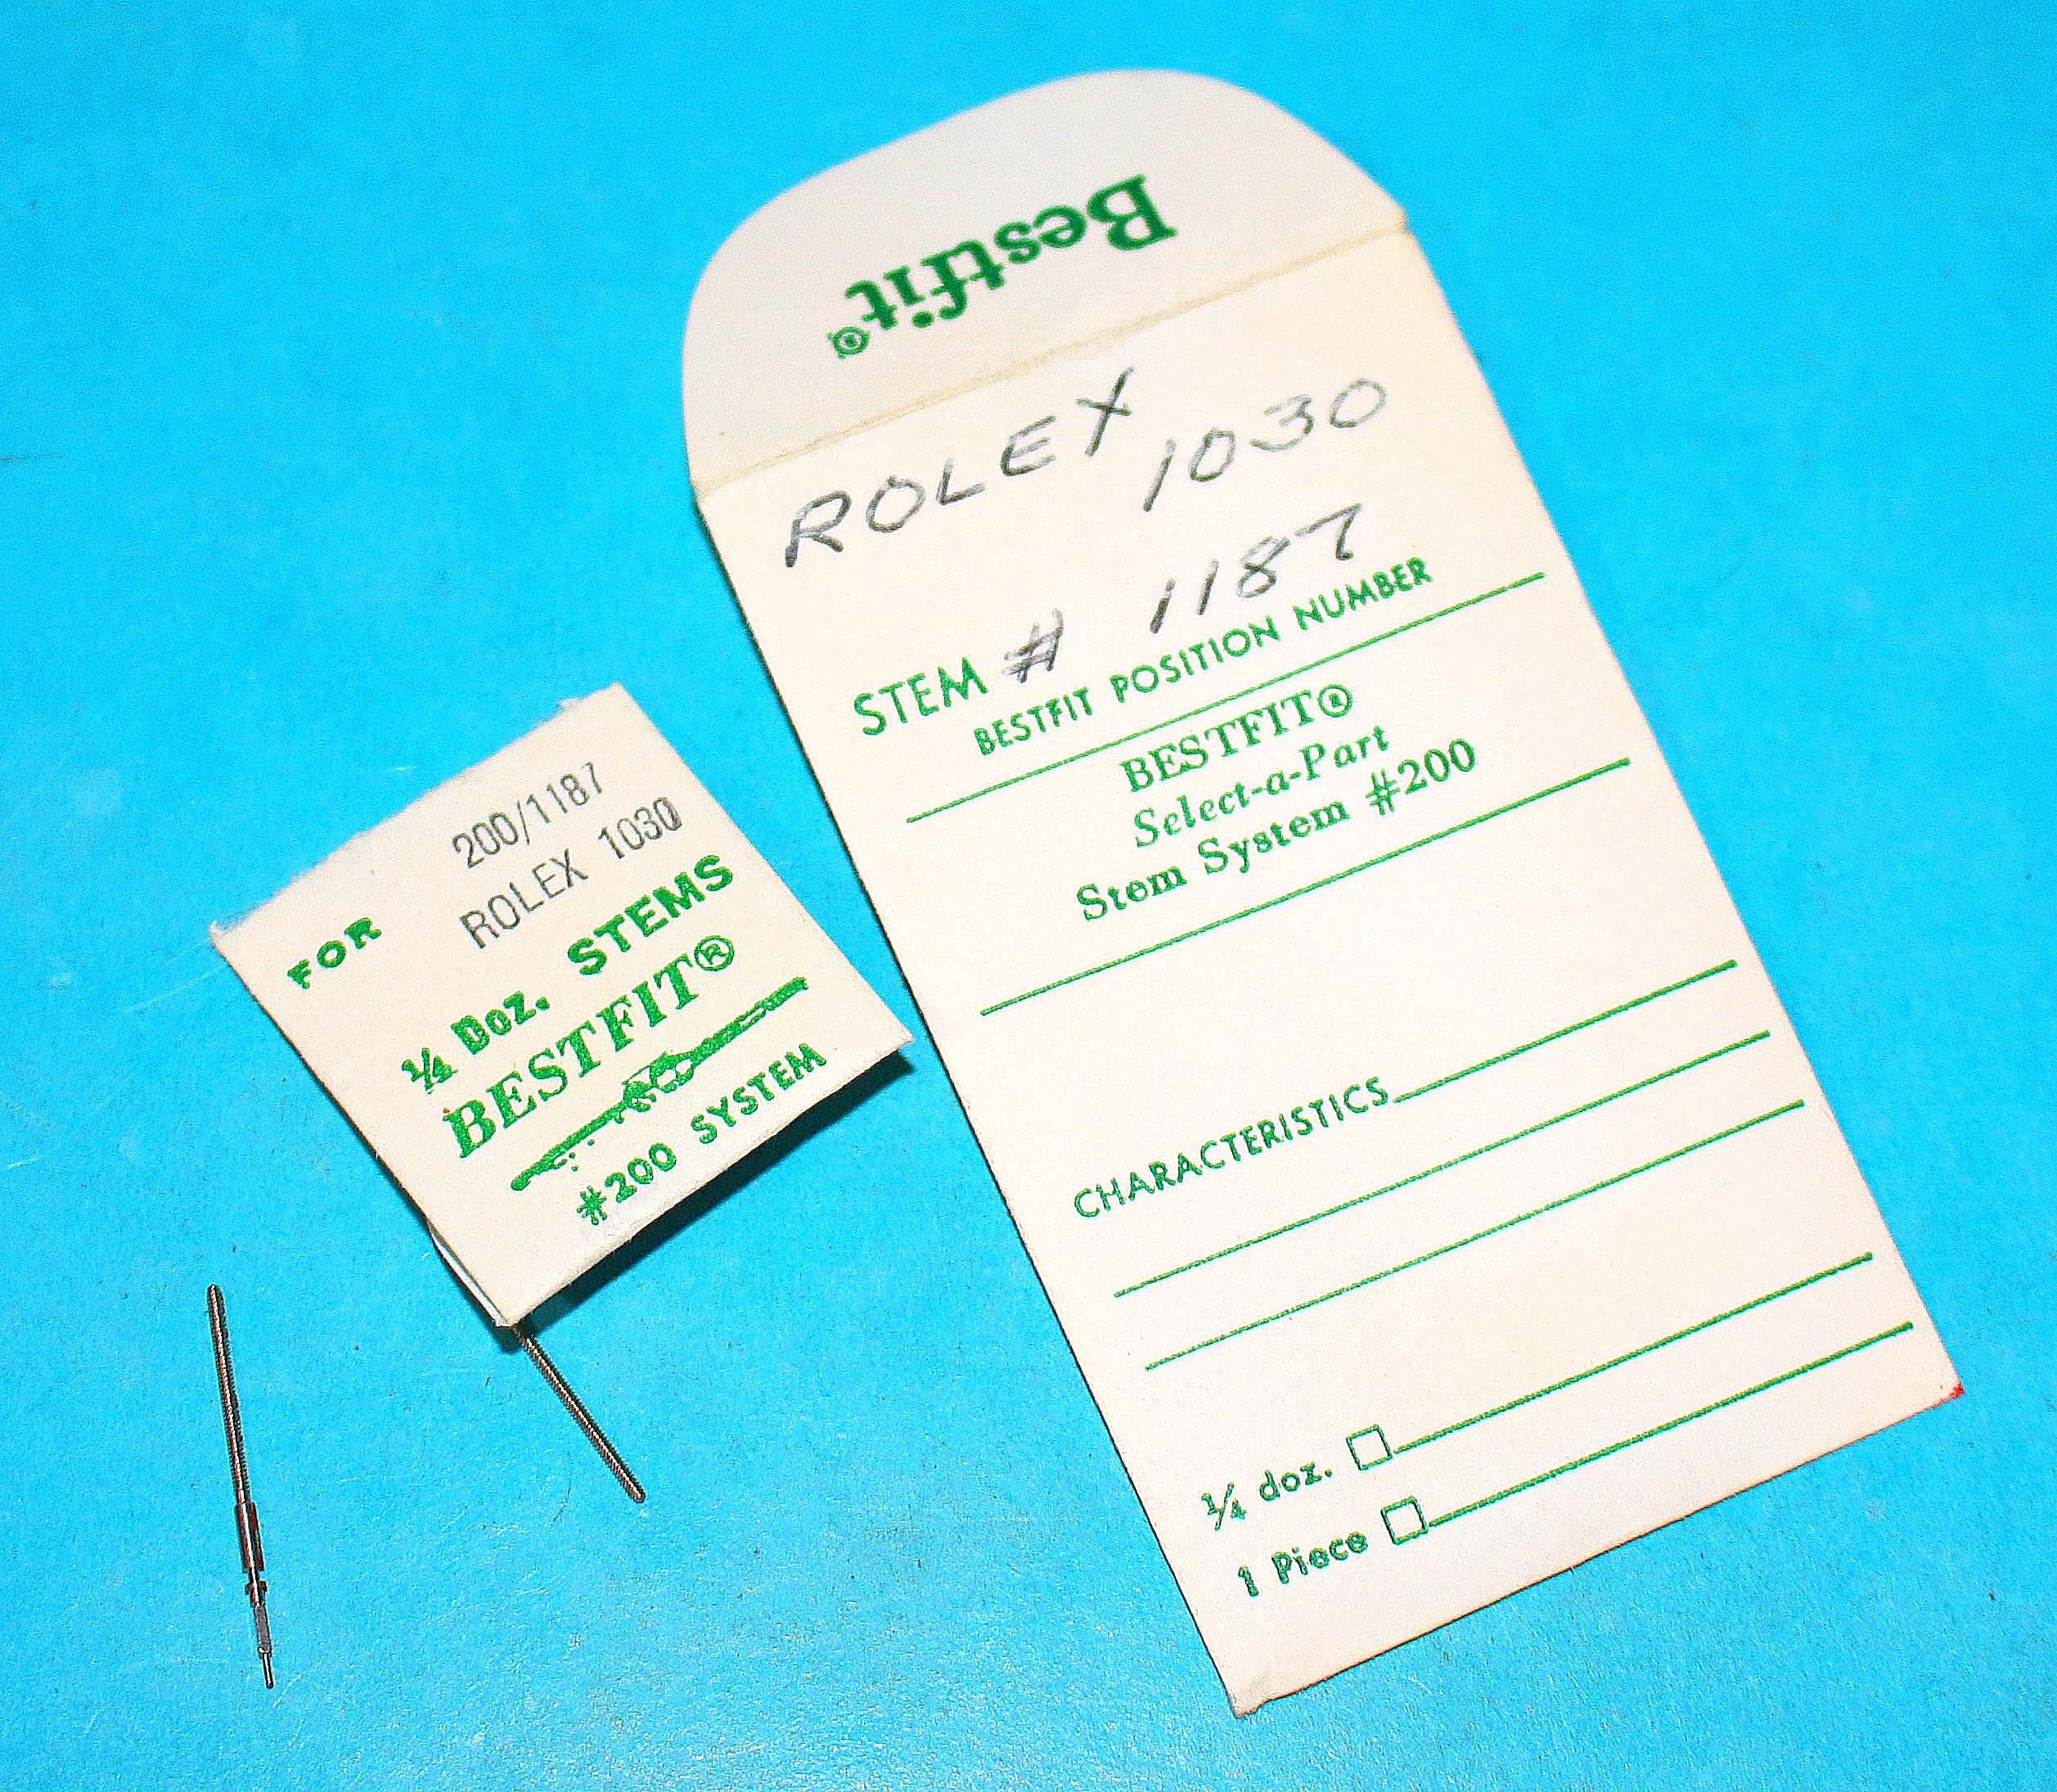 Bestfit®
ROLEX
1030
STEM # 1187
BESTFIT POSITION NUMBER
BESTFIT®
Select-a-Part
Stem System #200
CHARACTERISTICS
1/4 doz.
1 Piece
200/1187
FOR ROLEX 1030
1/4 Doz. STEMS
BESTFIT®
#200 SYSTEM